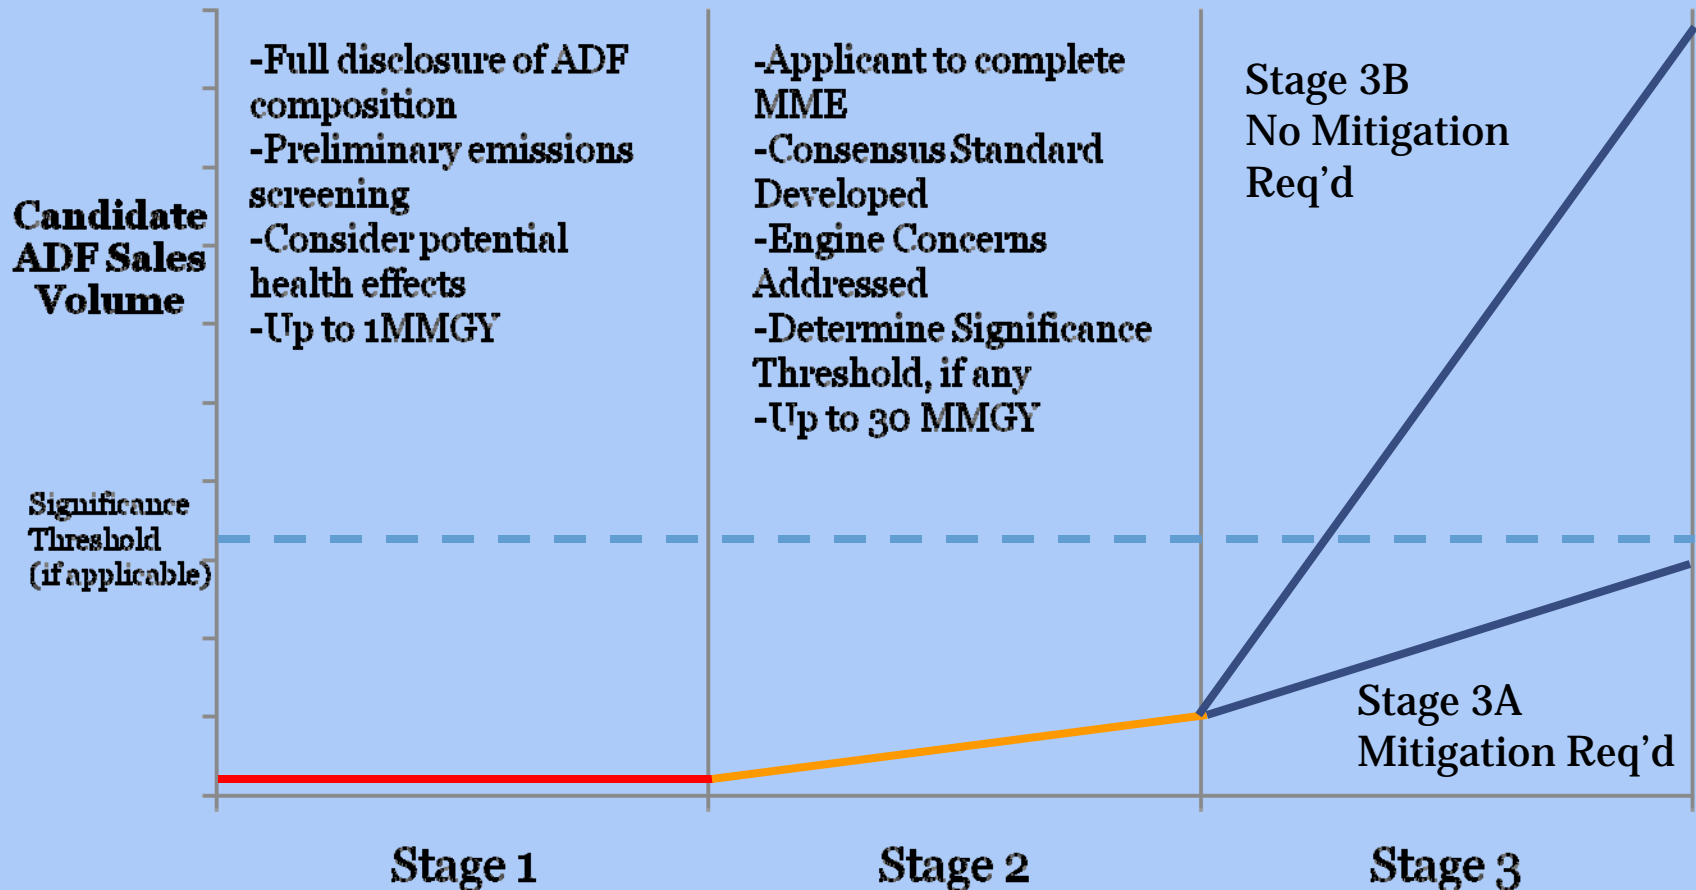 Candidate
ADF Sales
Volume
Significance
Threshold
(if applicable)
-Full disclosure of ADF
composition
-Preliminary emissions
screening
-Consider potential
health effects
-Up to 1MMGY
-Applicant to complete
MME
-Consensus Standard
Developed
-Engine Concerns
Addressed
-Determine Significance
Threshold, if any
-Up to 30 MMGY
Stage 3B
No Mitigation
Req’d
Stage 3A
Mitigation Req’d
Stage 1
Stage 2
Stage 3